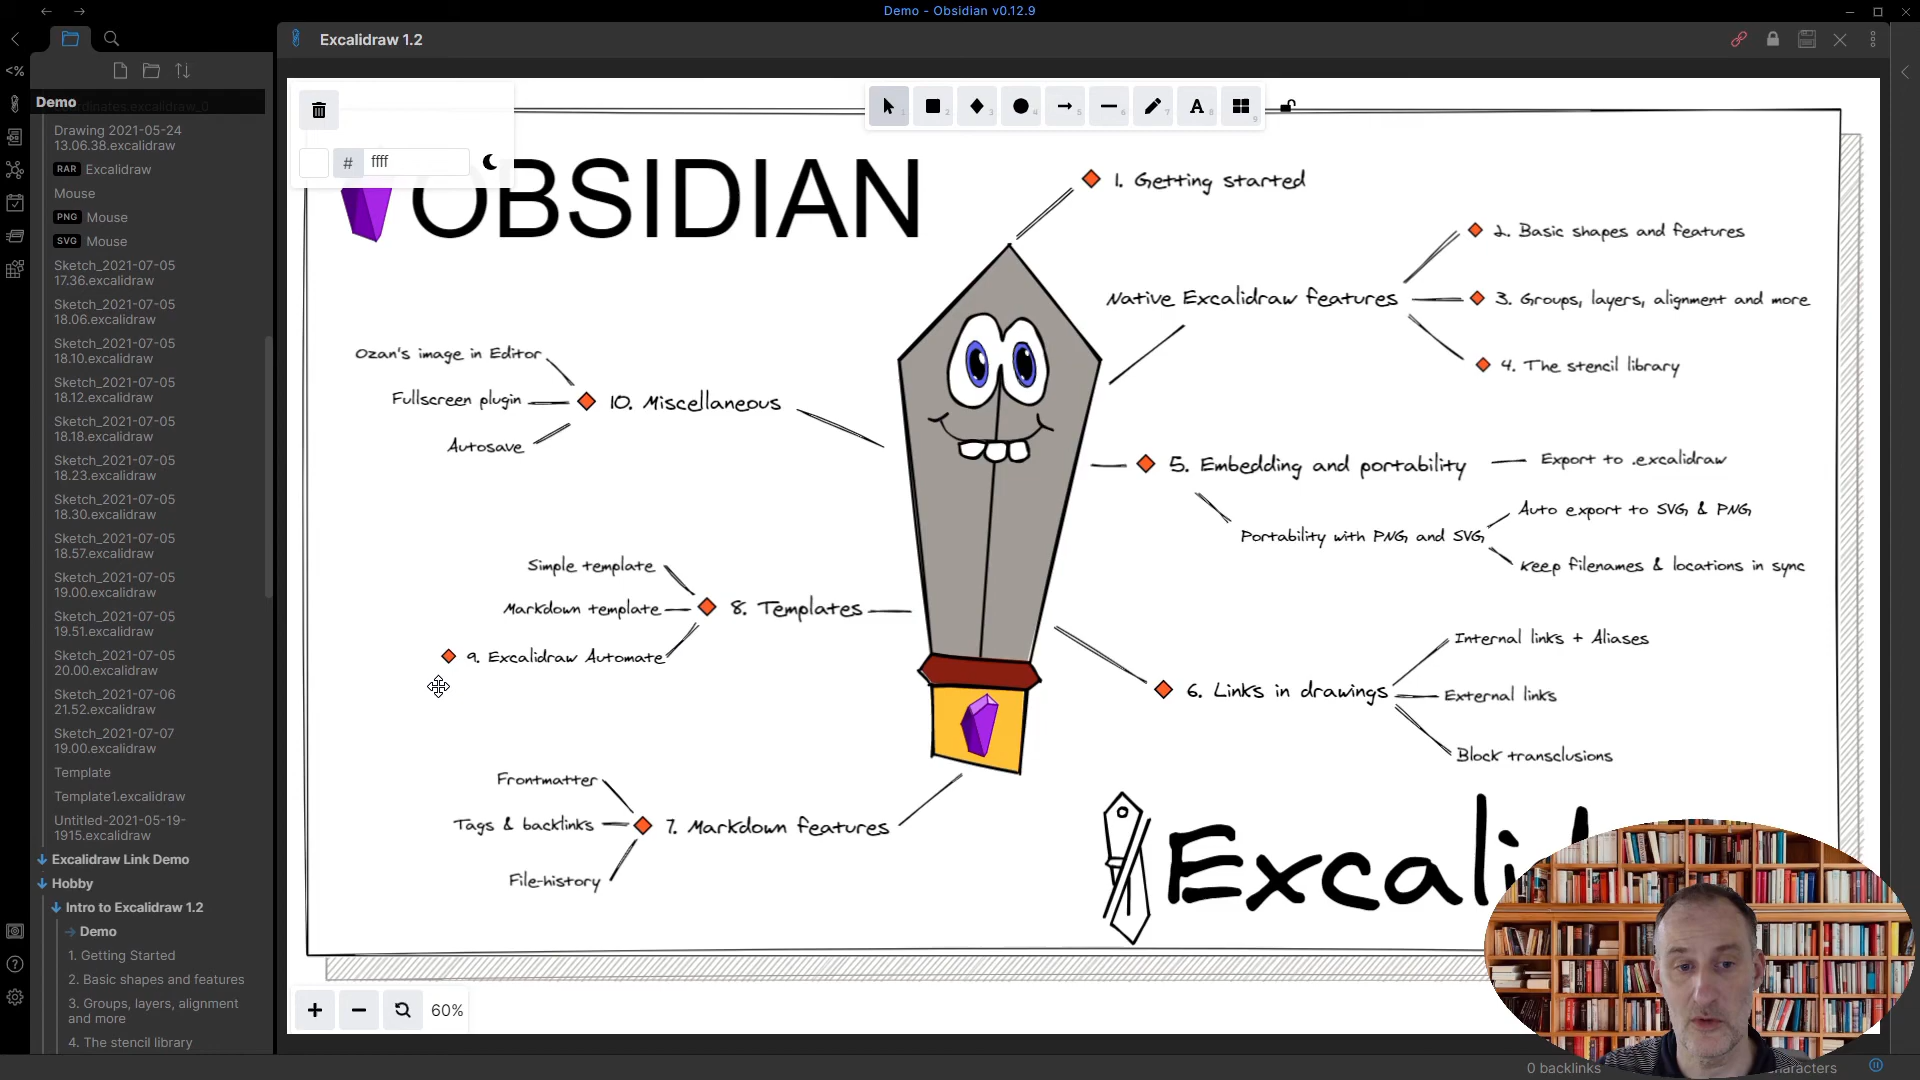 Demo - Obsidian v0.12.9
Excalidraw 1.2
Demo
Drawing 2021-05-24
13.06.38.excalidraw
RAR Excalidraw
Mouse
PNG Mouse
SVG Mouse
Sketch_2021-07-05
17.36.excalidraw
Sketch_2021-07-05
18.06.excalidraw
Sketch_2021-07-05
18.10.excalidraw
Sketch_2021-07-05
18.12.excalidraw
Sketch_2021-07-05
18.18.excalidraw
Sketch_2021-07-05
18.23.excalidraw
Sketch_2021-07-05
18.30.excalidraw
Sketch_2021-07-05
18.57.excalidraw
Sketch_2021-07-05
19.00.excalidraw
Sketch_2021-07-05
19.51.excalidraw
Sketch_2021-07-05
20.00.excalidraw
Sketch_2021-07-06
21.52.excalidraw
Sketch_2021-07-07
19.00.excalidraw
Template
Template1.excalidraw
Untitled-2021-05-19-
1915.excalidraw
Excalidraw Link Demo
Hobby
Intro to Excalidraw 1.2
Demo
1. Getting Started
2. Basic shapes and features
3. Groups, layers, alignment
and more
4. The stencil library
# ffff
OBSIDIAN
1. Getting started
Native Excalidraw features
2. Basic shapes and features
3. Groups, layers, alignment and more
4. The stencil library
5. Embedding and portability
Export to .excalidraw
Portability with PNG and SVG
Auto export to SVG & PNG
Keep filenames & locations in sync
6. Links in drawings
Internal links + Aliases
External links
Block transclusions
7. Markdown features
Frontmatter
Tags & backlinks
File-history
8. Templates
Simple template
Markdown template
9. Excalidraw Automate
10. Miscellaneous
Ozan's image in Editor
Fullscreen plugin
Autosave
Excalid
60%
0 backlinks